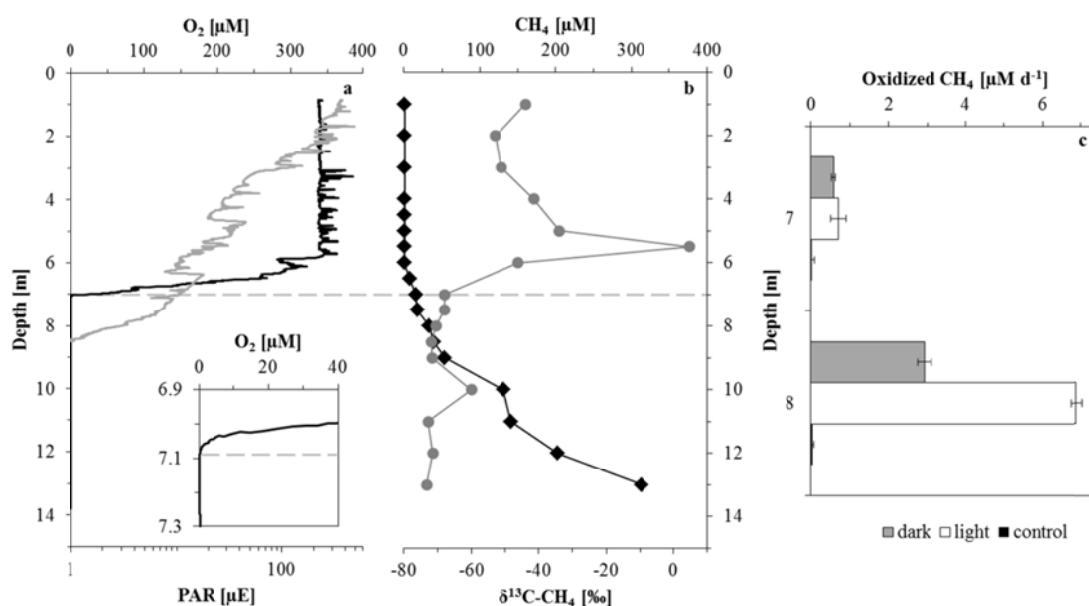 O₂ [µM]
0 100 200 300 400
0
2
4
6
8
10
12
14
Depth [m]
a
O₂ [µM]
0 20 40
6.9
7.1
7.3
1 100
PAR [µE]
CH₄ [µM]
0 100 200 300 400
b
0
2
4
6
8
10
12
14
Depth [m]
-80 -60 -40 -20 0
δ¹³C-CH₄ [‰]
Oxidized CH₄ [µM d⁻¹]
0 2 4 6
c
7
8
dark light control